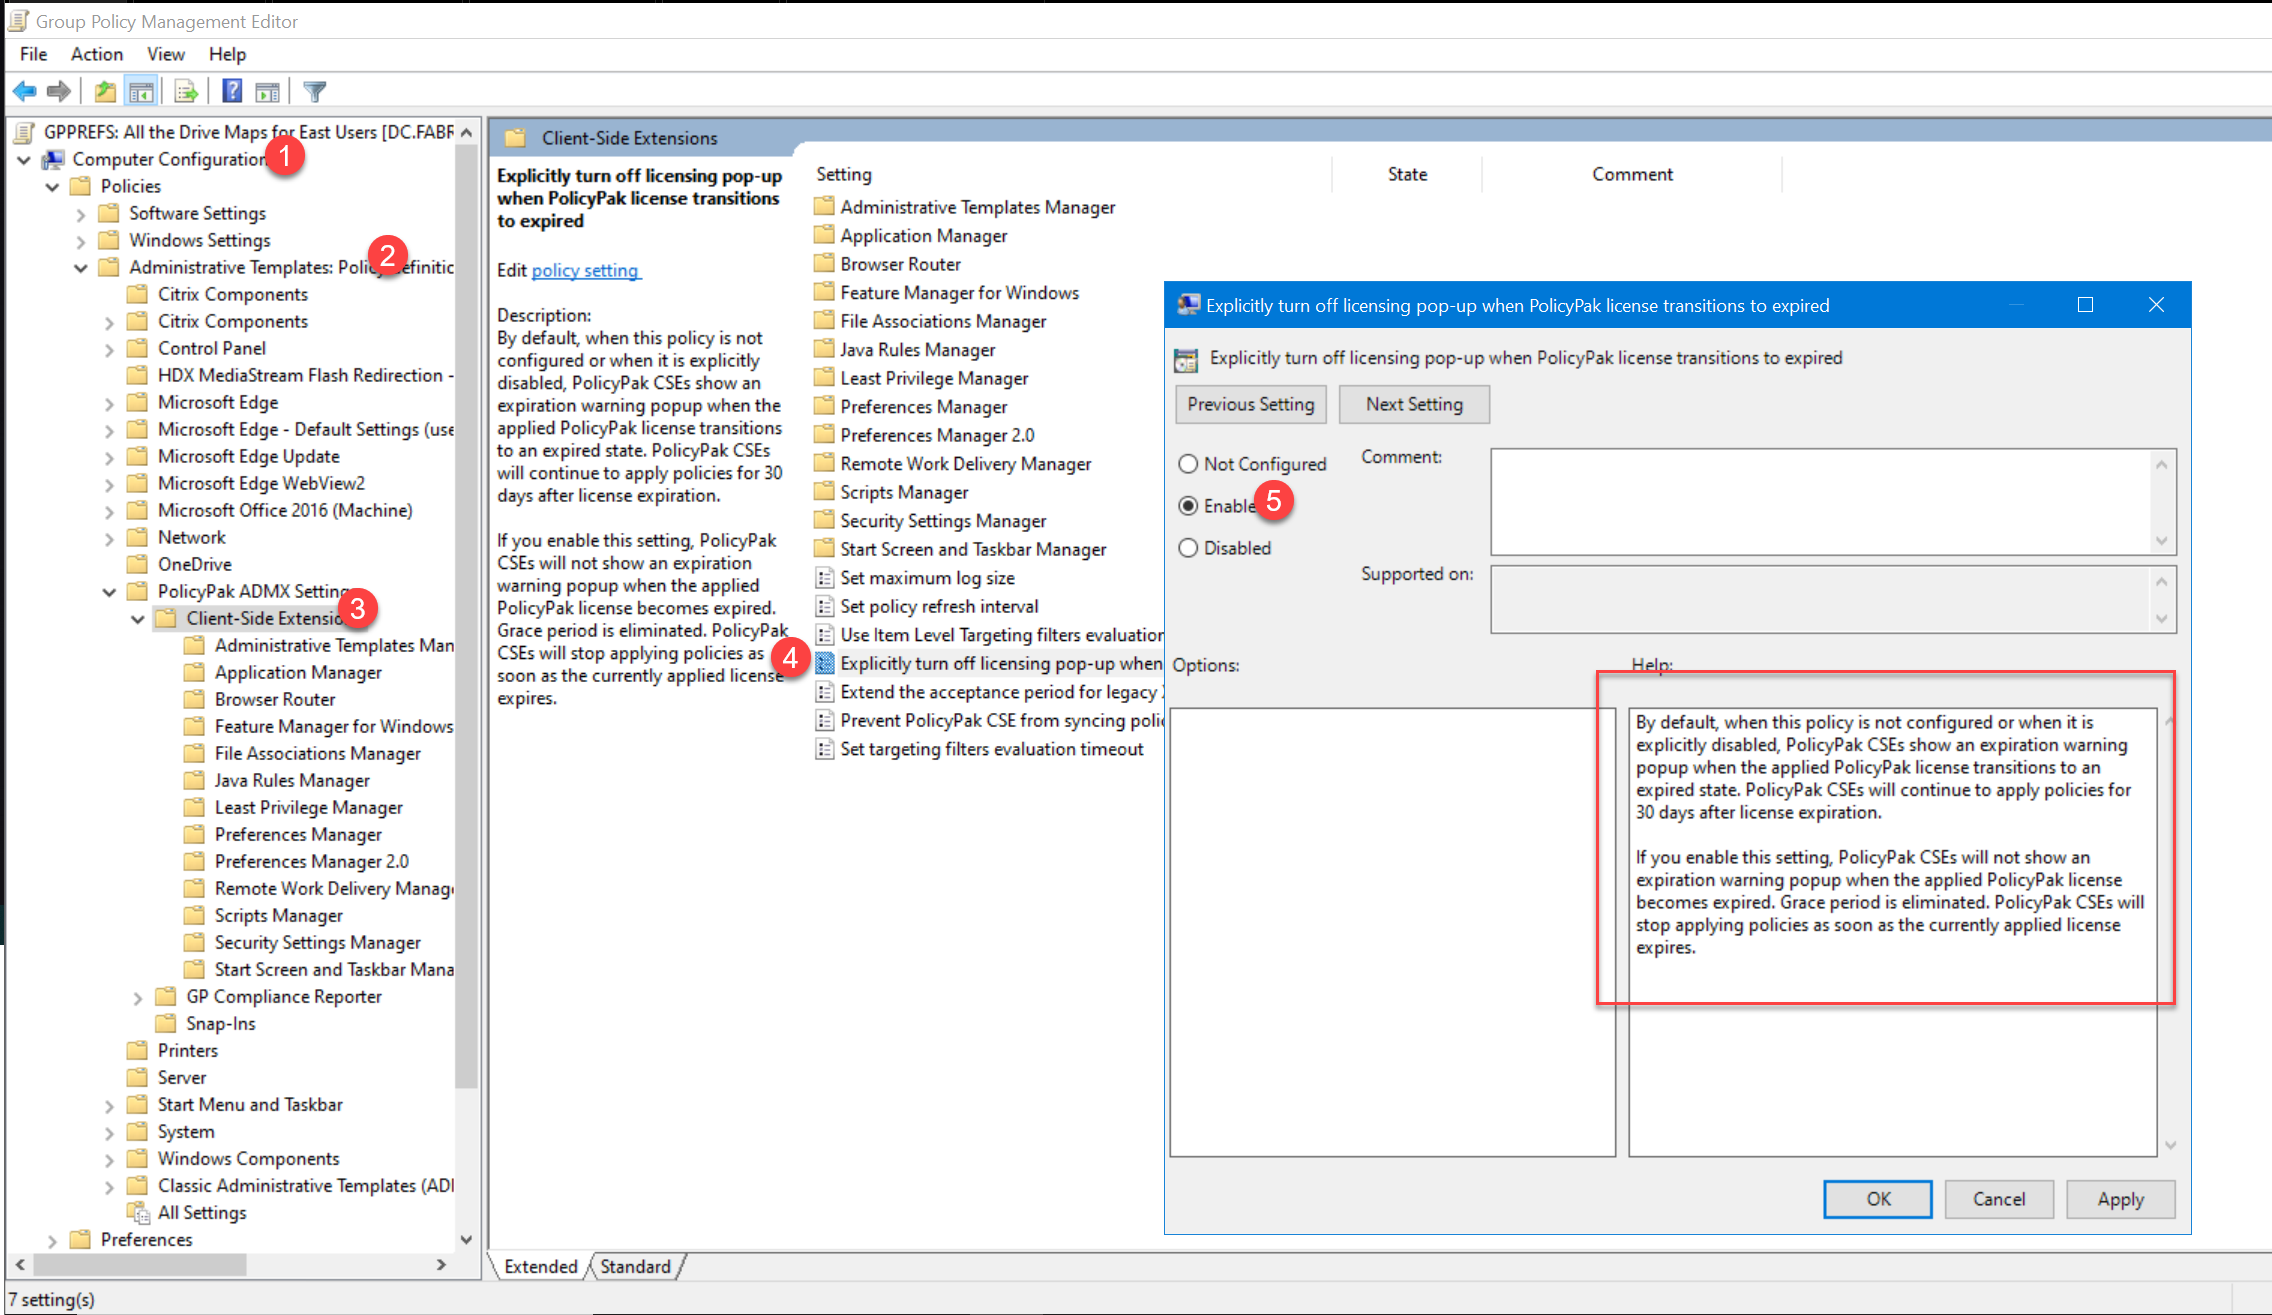 Group Policy Management Editor
File Action View Help
GPPREFS: All the Drive Maps for East Users [DC.FABR
Computer Configuration
1
Policies
Software Settings
Windows Settings
2
Administrative Templates: Policy
Citrix Components
Citrix Components
Control Panel
HDX MediaStream Flash Redirection -
Microsoft Edge
Microsoft Edge - Default Settings (use
Microsoft Edge Update
Microsoft Edge WebView2
Microsoft Office 2016 (Machine)
Network
OneDrive
PolicyPak ADMX Setting
Client-Side Extensio
3
Administrative Templates Man
Application Manager
Browser Router
Feature Manager for Windows
File Associations Manager
Java Rules Manager
Least Privilege Manager
Preferences Manager
Preferences Manager 2.0
Remote Work Delivery Manage
Scripts Manager
Security Settings Manager
Start Screen and Taskbar Mana
GP Compliance Reporter
Snap-Ins
Printers
Server
Start Menu and Taskbar
System
Windows Components
Classic Administrative Templates (ADI
All Settings
Preferences
7 setting(s)
Client-Side Extensions
Explicitly turn off licensing pop-up
when PolicyPak license transitions
to expired
Edit policy setting
Description:
By default, when this policy is not
configured or when it is explicitly
disabled, PolicyPak CSEs show an
expiration warning popup when the
applied PolicyPak license transitions
to an expired state. PolicyPak CSEs
will continue to apply policies for 30
days after license expiration.
If you enable this setting, PolicyPak
CSEs will not show an expiration
warning popup when the applied
PolicyPak license becomes expired.
Grace period is eliminated. PolicyPak
CSEs will stop applying policies as
soon as the currently applied license
expires.
Setting State Comment
Administrative Templates Manager
Application Manager
Browser Router
Feature Manager for Windows
File Associations Manager
Java Rules Manager
Least Privilege Manager
Preferences Manager
Preferences Manager 2.0
Remote Work Delivery Manager
Scripts Manager
Security Settings Manager
Start Screen and Taskbar Manager
Set maximum log size
Set policy refresh interval
Use Item Level Targeting filters evaluation
4
Explicitly turn off licensing pop-up when
Extend the acceptance period for legacy
Prevent PolicyPak CSE from syncing polic
Set targeting filters evaluation timeout
Extended Standard
Explicitly turn off licensing pop-up when PolicyPak license transitions to expired
Explicitly turn off licensing pop-up when PolicyPak license transitions to expired
Previous Setting Next Setting
Not Configured
Enable
5
Disabled
Comment:
Supported on:
Options:
Help:
By default, when this policy is not configured or when it is
explicitly disabled, PolicyPak CSEs show an expiration warning
popup when the applied PolicyPak license transitions to an
expired state. PolicyPak CSEs will continue to apply policies for
30 days after license expiration.
If you enable this setting, PolicyPak CSEs will not show an
expiration warning popup when the applied PolicyPak license
becomes expired. Grace period is eliminated. PolicyPak CSEs will
stop applying policies as soon as the currently applied license
expires.
OK Cancel Apply